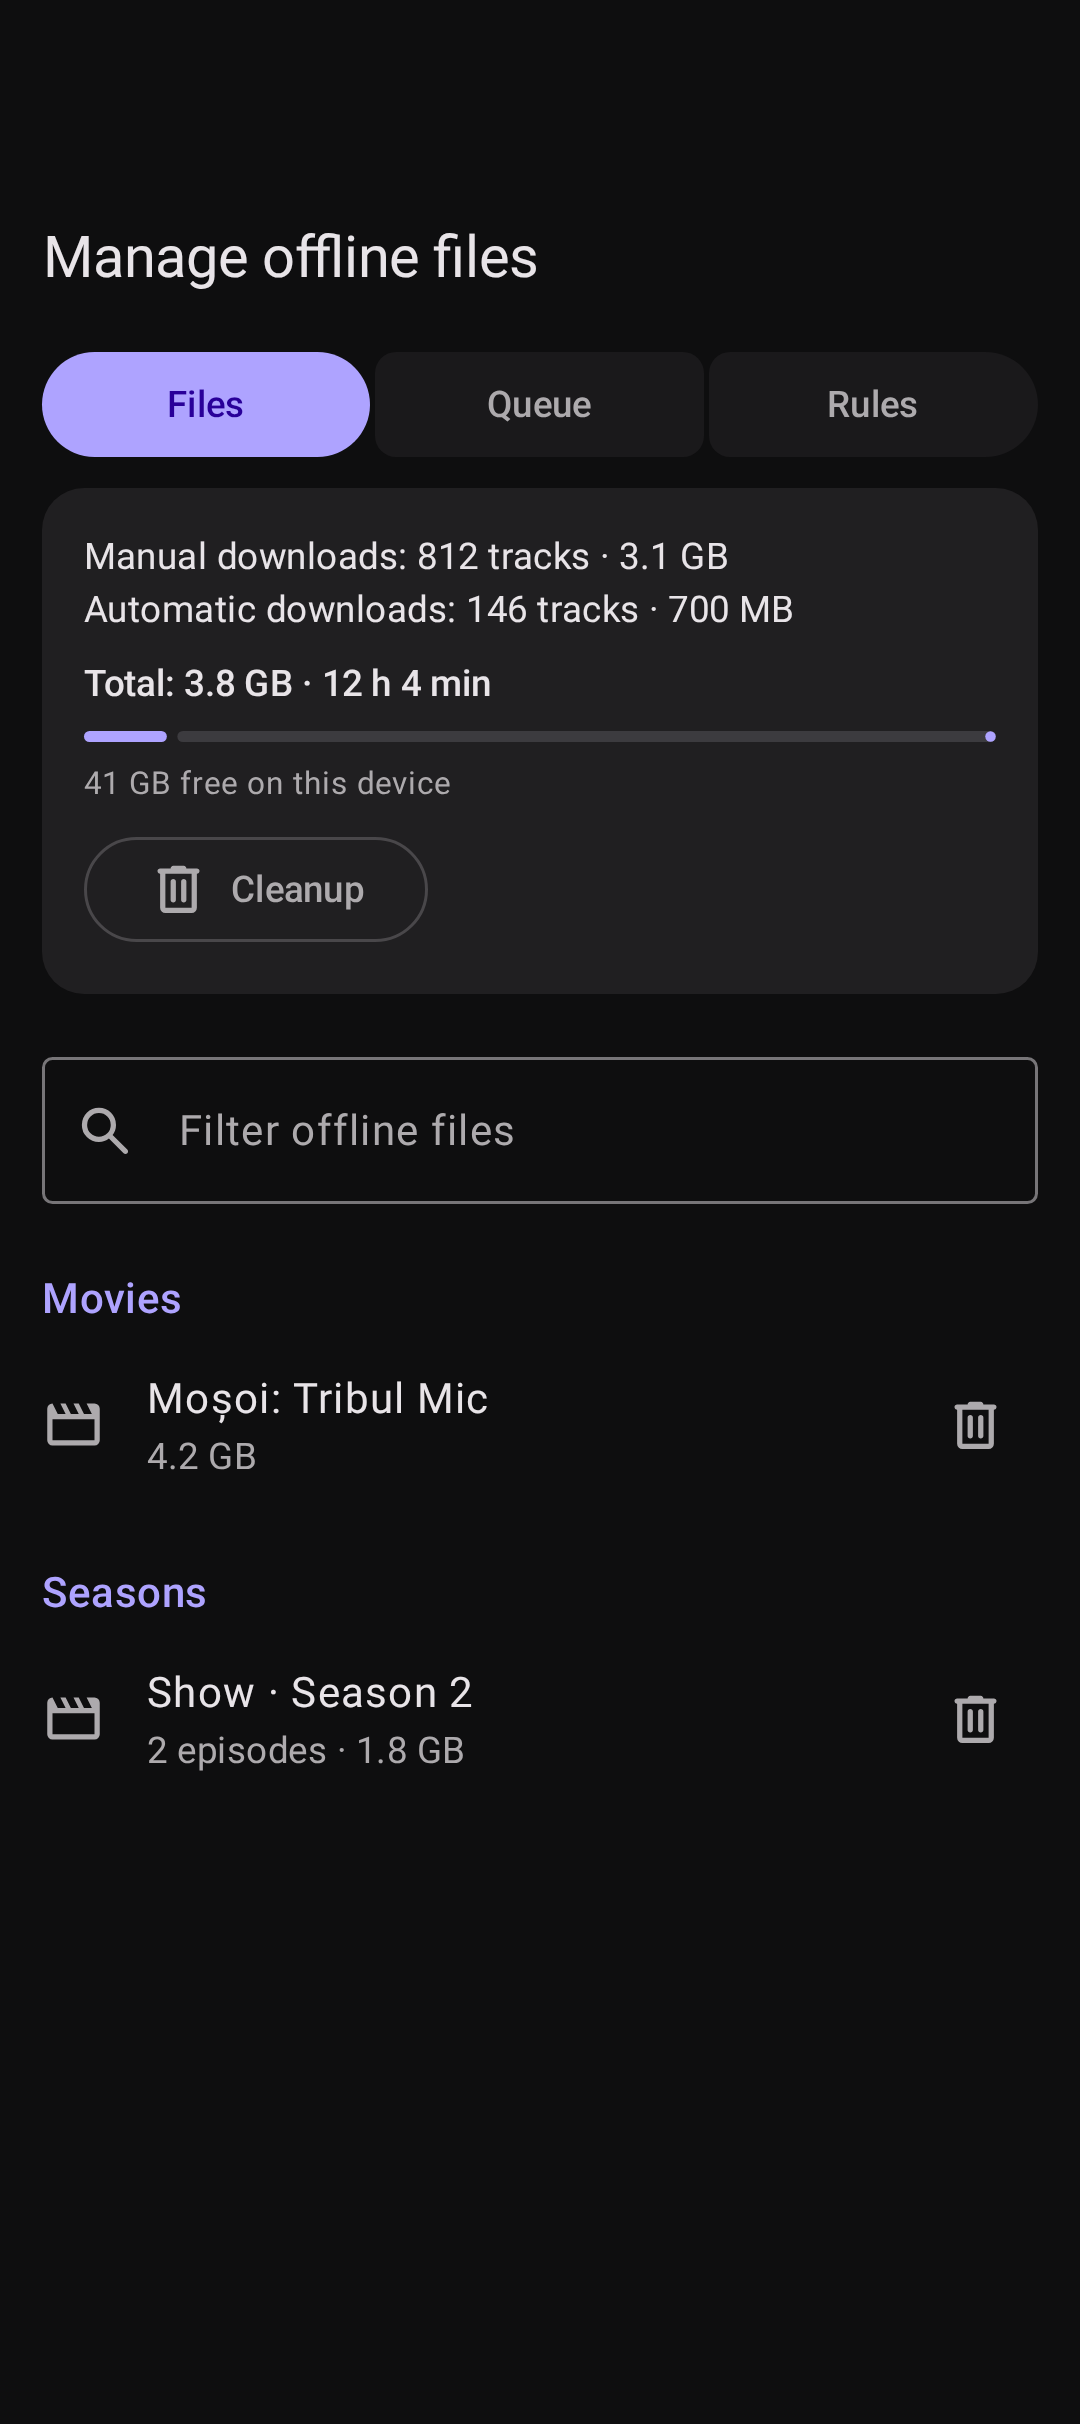 Manage offline files
Files
Queue
Rules
Manual downloads: 812 tracks · 3.1 GB
Automatic downloads: 146 tracks · 700 MB
Total: 3.8 GB · 12 h 4 min
41 GB free on this device
Cleanup
Filter offline files
Movies
Moșoi: Tribul Mic
4.2 GB
Seasons
Show · Season 2
2 episodes · 1.8 GB